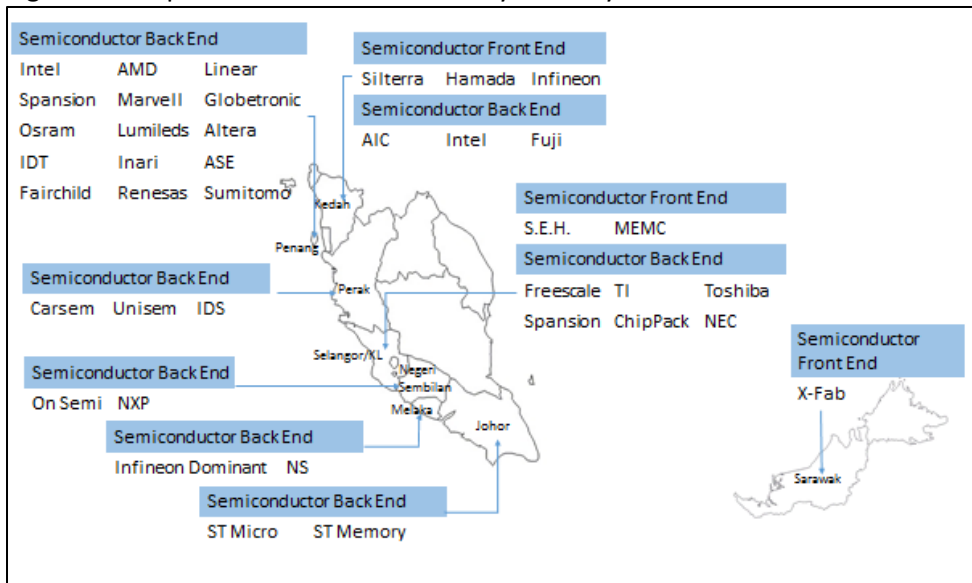 Semiconductor Back End
Intel AMD Linear
Spansion Marvell Globetronic
Osram Lumileds Altera
IDT Inari ASE
Fairchild Renesas Sumitomo
Semiconductor Front End
Silterra Hamada Infineon
Semiconductor Back End
AIC Intel Fuji
Kedah
Penang
Semiconductor Front End
S.E.H. MEMC
Semiconductor Back End
Freescale TI Toshiba
Spansion ChipPack NEC
Semiconductor Back End
Carsem Unisem IDS
Perak
Selangor/KL
Semiconductor Back End
On Semi NXP
Negeri
Sembilan
Melaka
Johor
Semiconductor Back End
Infineon Dominant NS
Semiconductor Back End
ST Micro ST Memory
Semiconductor
Front End
X-Fab
Sarawak